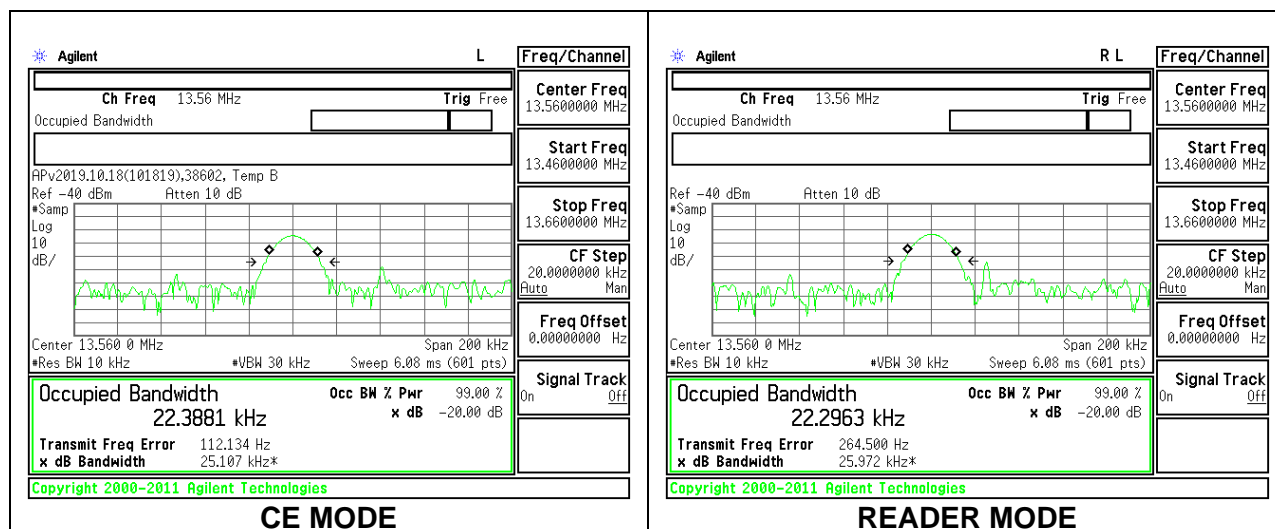 Agilent L Freq/Channel
Ch Freq 13.56 MHz Trig Free
Occupied Bandwidth
Center Freq
13.5600000 MHz
Start Freq
13.4600000 MHz
APv2019.10.18(101819),38602, Temp B
Ref -40 dBm Atten 10 dB
Stop Freq
13.6600000 MHz
#Samp
Log
10
dB/
CF Step
20.0000000 kHz
Auto Man
Freq Offset
0.00000000 Hz
Center 13.560 0 MHz Span 200 kHz
#Res BW 10 kHz #VBW 30 kHz Sweep 6.08 ms (601 pts)
Signal Track
On Off
Occupied Bandwidth Occ BW % Pwr 99.00 %
22.3881 kHz x dB -20.00 dB
Transmit Freq Error 112.134 Hz
x dB Bandwidth 25.107 kHz*
Copyright 2000-2011 Agilent Technologies
CE MODE
Agilent R L Freq/Channel
Ch Freq 13.56 MHz Trig Free
Occupied Bandwidth
Center Freq
13.5600000 MHz
Start Freq
13.4600000 MHz
Ref -40 dBm Atten 10 dB
Stop Freq
13.6600000 MHz
#Samp
Log
10
dB/
CF Step
20.0000000 kHz
Auto Man
Freq Offset
0.00000000 Hz
Center 13.560 0 MHz Span 200 kHz
#Res BW 10 kHz #VBW 30 kHz Sweep 6.08 ms (601 pts)
Signal Track
On Off
Occupied Bandwidth Occ BW % Pwr 99.00 %
22.2963 kHz x dB -20.00 dB
Transmit Freq Error 264.500 Hz
x dB Bandwidth 25.972 kHz*
Copyright 2000-2011 Agilent Technologies
READER MODE